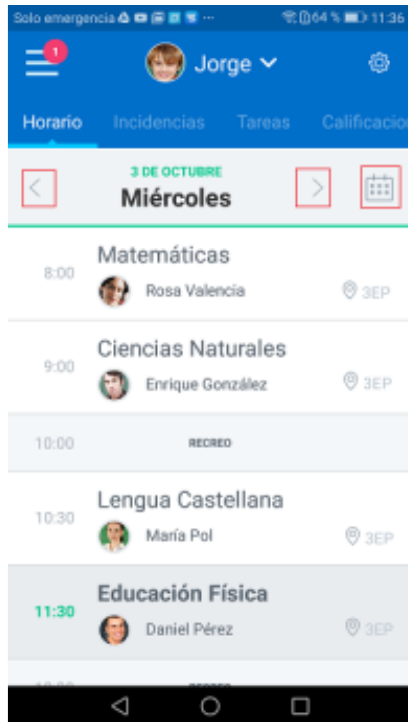 Solo emergencia ... 64 % 11:36
1
Jorge
Horario Incidencias Tareas Calificacio
3 DE OCTUBRE
Miércoles
8:00
Matemáticas
Rosa Valencia
3EP
9:00
Ciencias Naturales
Enrique González
3EP
10:00 RECREO
10:30
Lengua Castellana
María Pol
3EP
11:30
Educación Física
Daniel Pérez
3EP